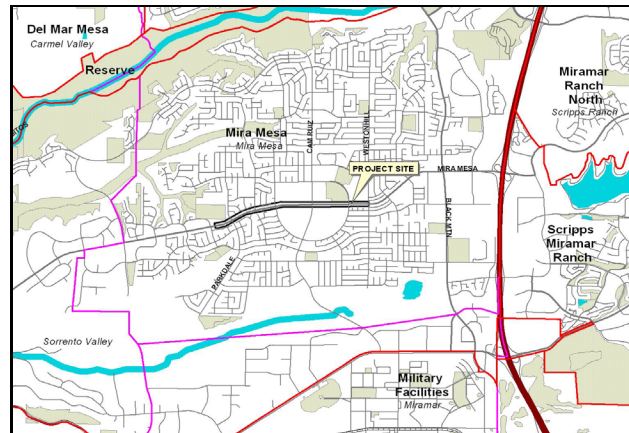 Del Mar Mesa
Carmel Valley
Reserve
Miramar
Ranch
North
Scripps Ranch
Mira Mesa
Mira Mesa
CAM RUIZ
WESTONHILL
PROJECT SITE
MIRA MESA
BLACK MTN
Scripps
Miramar
Ranch
PARKDALE
Sorrento Valley
Military
Facilities
Miramar